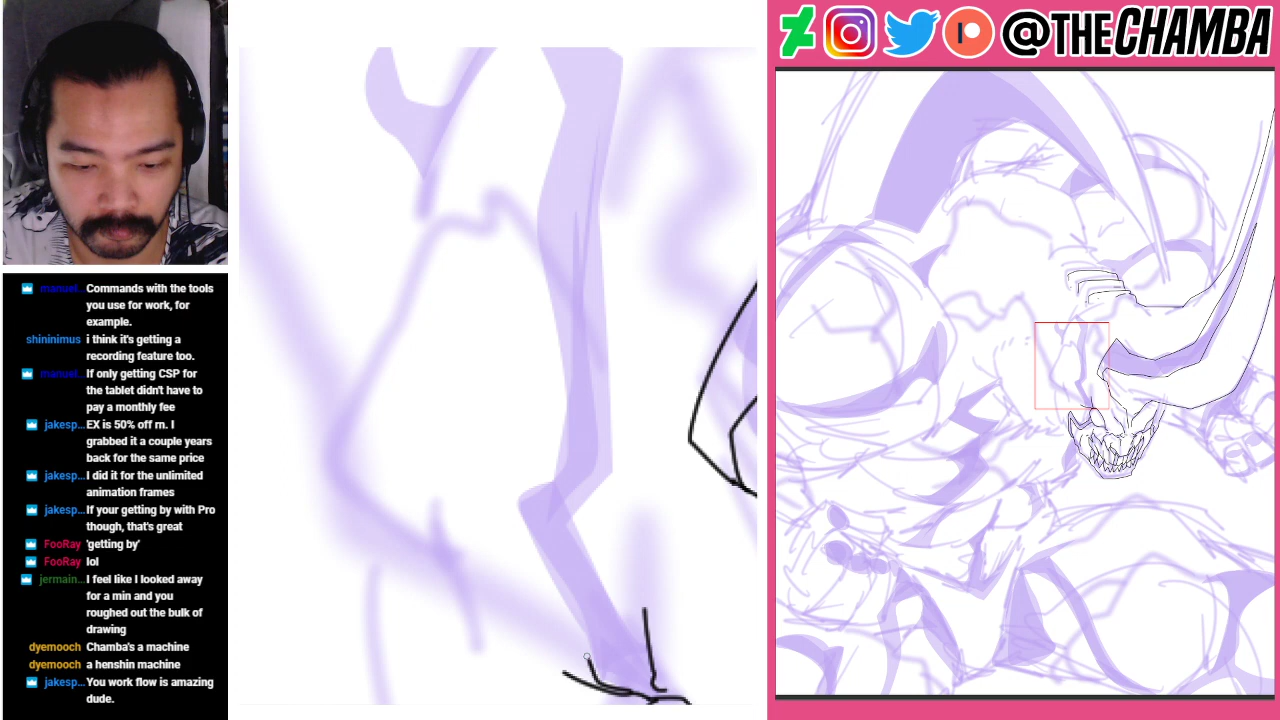 @THECHAMBA
manuel... Commands with the tools
you use for work, for
example.
shininimus i think it's getting a
recording feature too.
manuel... If only getting CSP for
the tablet didn't have to
pay a monthly fee
jakesp... EX is 50% off rn. I
grabbed it a couple years
back for the same price
jakesp... I did it for the unlimited
animation frames
jakesp... If your getting by with Pro
though, that's great
FooRay 'getting by'
FooRay lol
jermain... I feel like I looked away
for a min and you
roughed out the bulk of
drawing
dyemooch Chamba's a machine
dyemooch a henshin machine
jakesp... You work flow is amazing
dude.